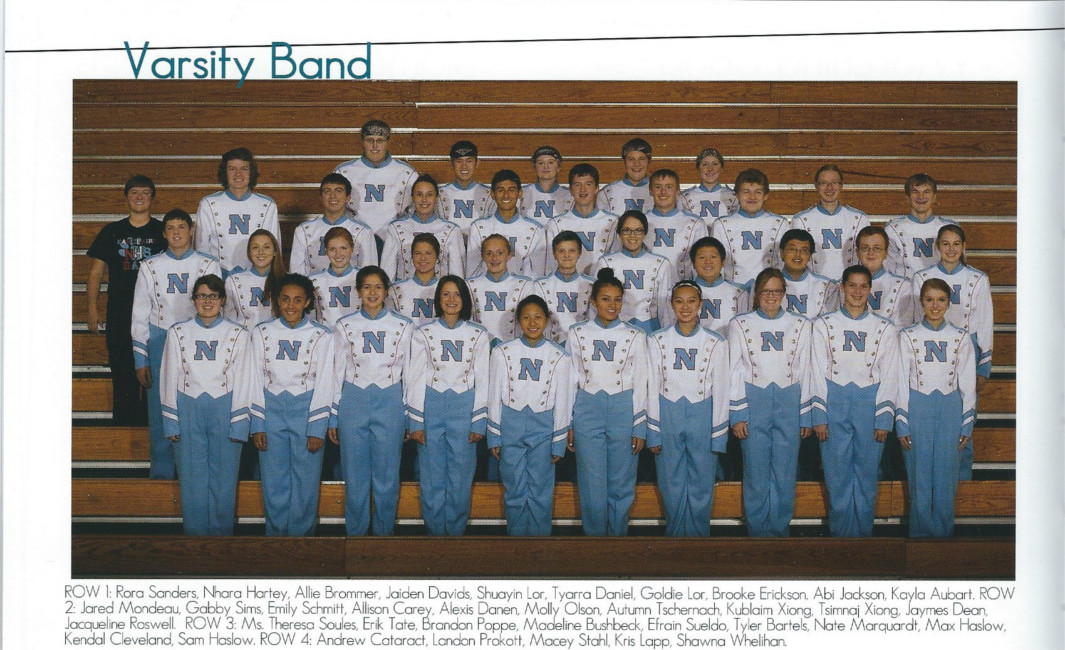 Varsity Band
N N N N N N N N N N
N N N N N N N N N N
N N N N N N N N N N
ROW 1: Rora Sanders, Nhara Hartey, Allie Brommer, Jaiden Davids, Shuayin Lor, Tyarra Daniel, Goldie Lor, Brooke Erickson, Abi Jackson, Kayla Aubart. ROW
2: Jared Mondeau, Gabby Sims, Emily Schmitt, Allison Carey, Alexis Danen, Molly Olson, Autumn Tschernach, Kublaim Xiong, Tsimnaj Xiong, Jaymes Dean,
Jacqueline Roswell. ROW 3: Ms. Theresa Soules, Erik Tate, Brandon Poppe, Madeline Bushbeck, Efrain Sueldo, Tyler Bartels, Nate Marquardt, Max Haslow,
Kendal Cleveland, Sam Haslow. ROW 4: Andrew Cataract, Landon Prokott, Macey Stahl, Kris Lapp, Shawna Whelihan.